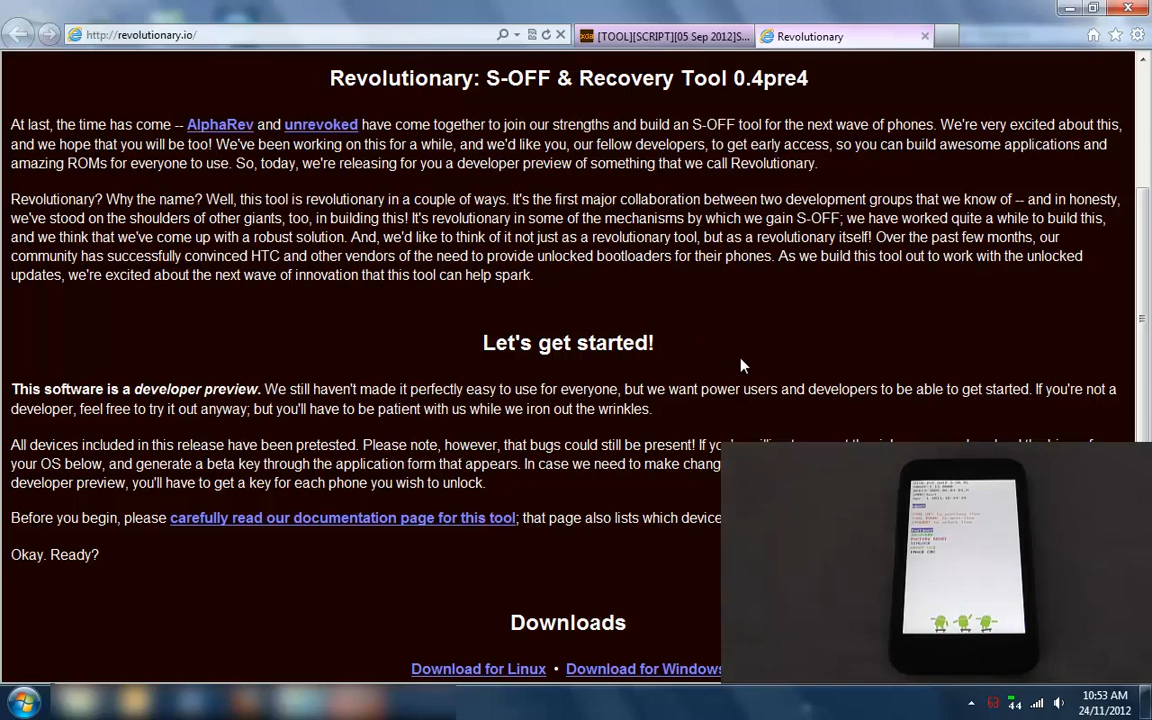 http://revolutionary.io/
[TOOL][SCRIPT][05 Sep 2012]S...
Revolutionary
Revolutionary: S-OFF & Recovery Tool 0.4pre4
At last, the time has come -- AlphaRev and unrevoked have come together to join our strengths and build an S-OFF tool for the next wave of phones. We're very excited about this,
and we hope that you will be too! We've been working on this for a while, and we'd like you, our fellow developers, to get early access, so you can build awesome applications and
amazing ROMs for everyone to use. So, today, we're releasing for you a developer preview of something that we call Revolutionary.
Revolutionary? Why the name? Well, this tool is revolutionary in a couple of ways. It's the first major collaboration between two development groups that we know of -- and in honesty,
we've stood on the shoulders of other giants, too, in building this! It's revolutionary in some of the mechanisms by which we gain S-OFF; we have worked quite a while to build this,
and we think that we've come up with a robust solution. And, we'd like to think of it not just as a revolutionary tool, but as a revolutionary itself! Over the past few months, our
community has successfully convinced HTC and other vendors of the need to provide unlocked bootloaders for their phones. As we build this tool out to work with the unlocked
updates, we're excited about the next wave of innovation that this tool can help spark.
Let's get started!
This software is a developer preview. We still haven't made it perfectly easy to use for everyone, but we want power users and developers to be able to get started. If you're not a
developer, feel free to try it out anyway; but you'll have to be patient with us while we iron out the wrinkles.
All devices included in this release have been pretested. Please note, however, that bugs could still be present! If
your OS below, and generate a beta key through the application form that appears. In case we need to make
developer preview, you'll have to get a key for each phone you wish to unlock.
Before you begin, please carefully read our documentation page for this tool; that page also lists which
Okay. Ready?
Downloads
Download for Linux • Download for Windows
10:53 AM
24/11/2012